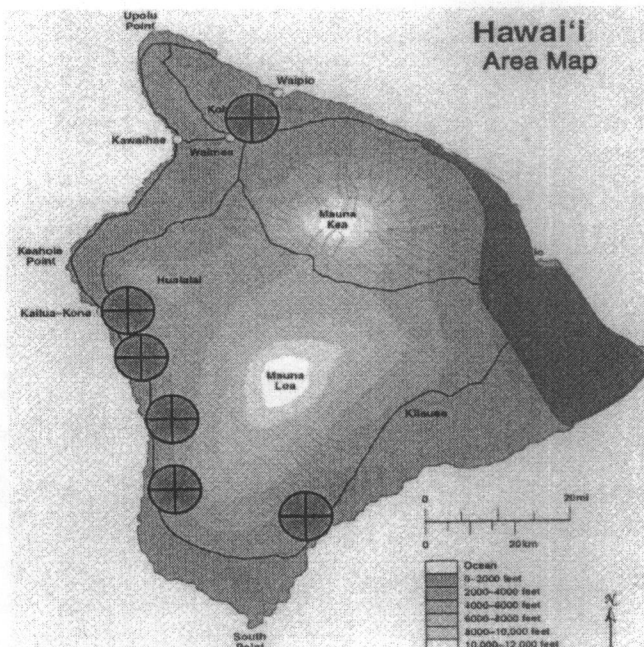 Hawai‘i
Area Map
Upolu
Point
Waipio
Kawaihae
Waimea
Mauna
Kea
Keahole
Point
Hualalai
Kailua-Kona
Mauna
Loa
Kilauea
0
20mi
0
20km
Ocean
0-2000 feet
2000-4000 feet
4000-6000 feet
6000-8000 feet
8000-10,000 feet
10,000-12,000 feet
N
South
Point